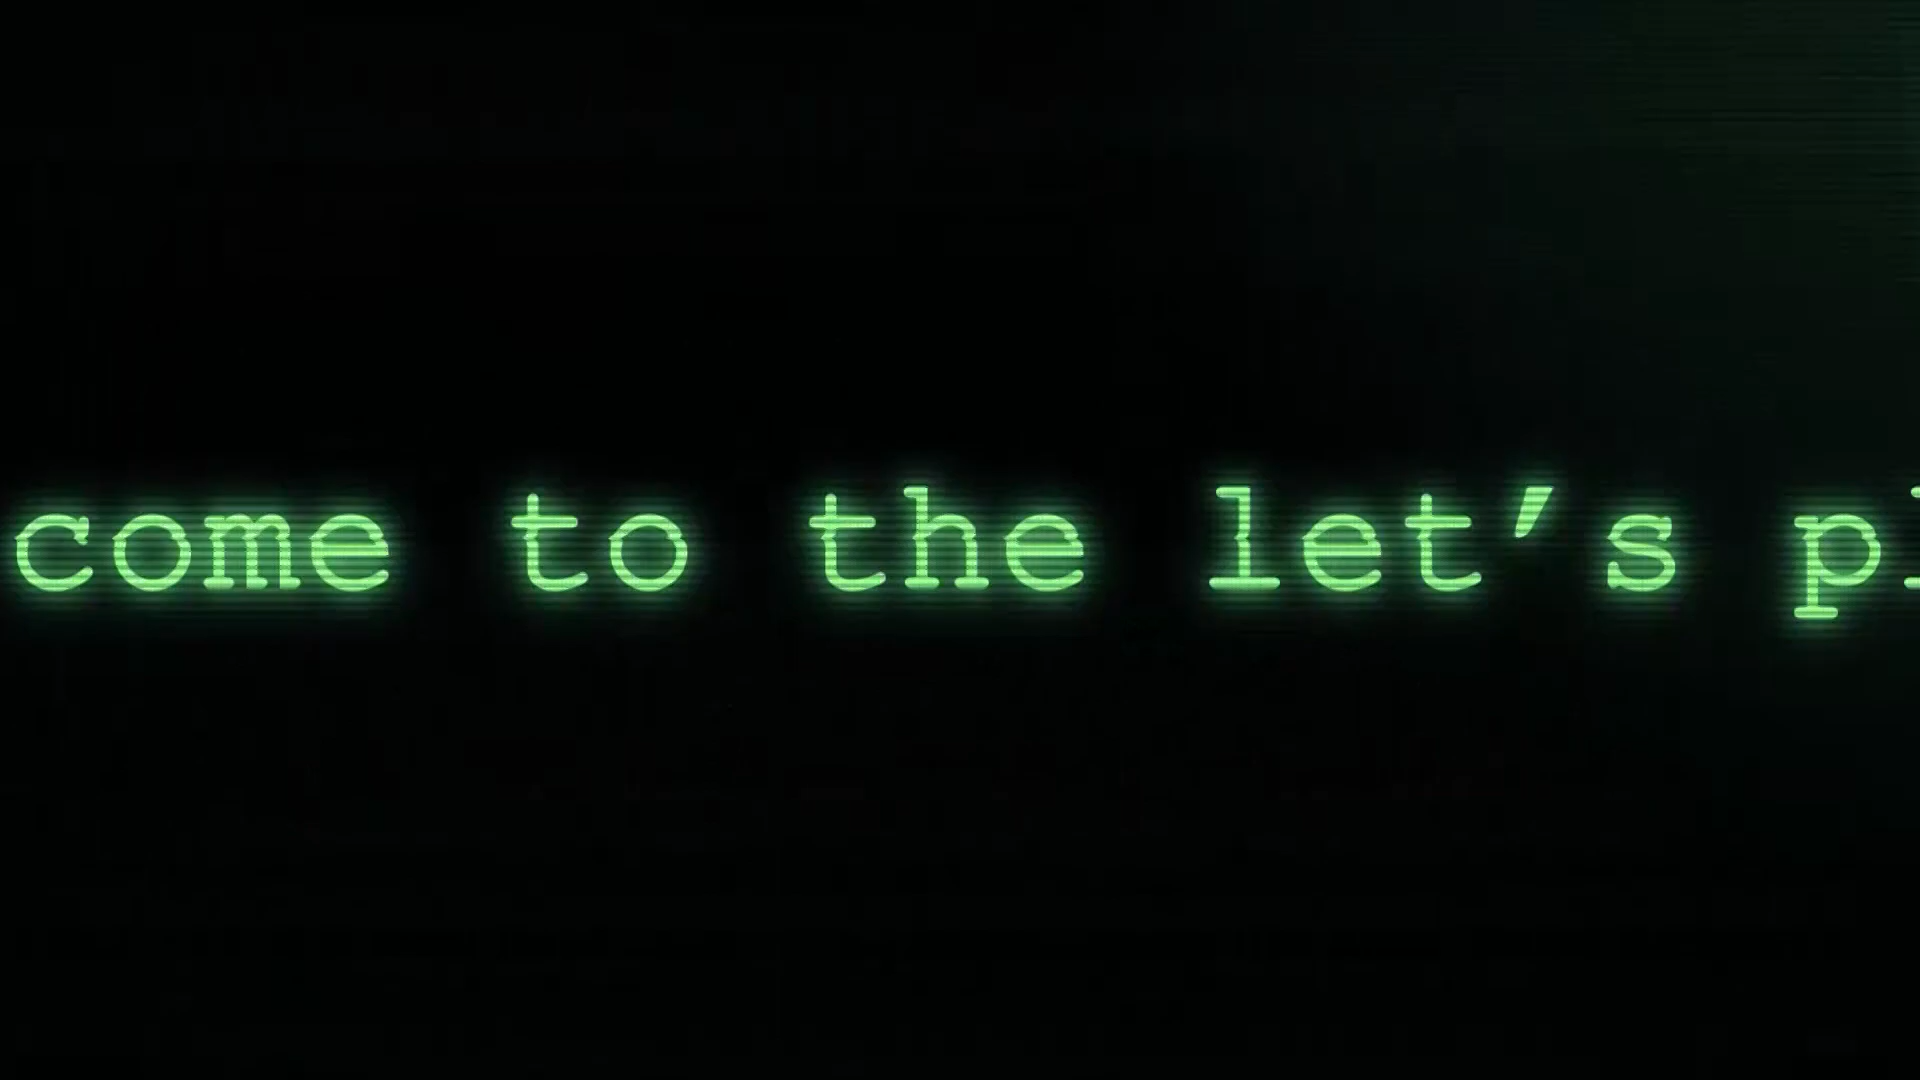 come to the let’s p